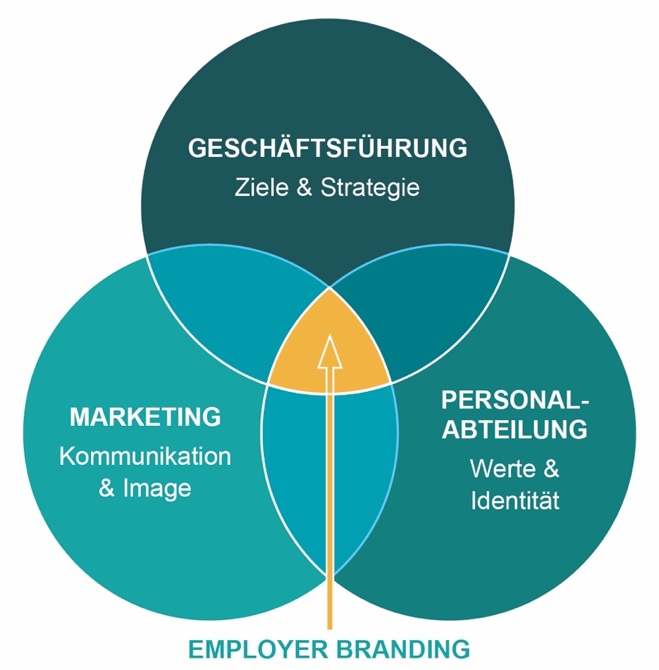 GESCHÄFTSFÜHRUNG
Ziele & Strategie
MARKETING
Kommunikation
& Image
PERSONAL-
ABTEILUNG
Werte &
Identität
EMPLOYER BRANDING